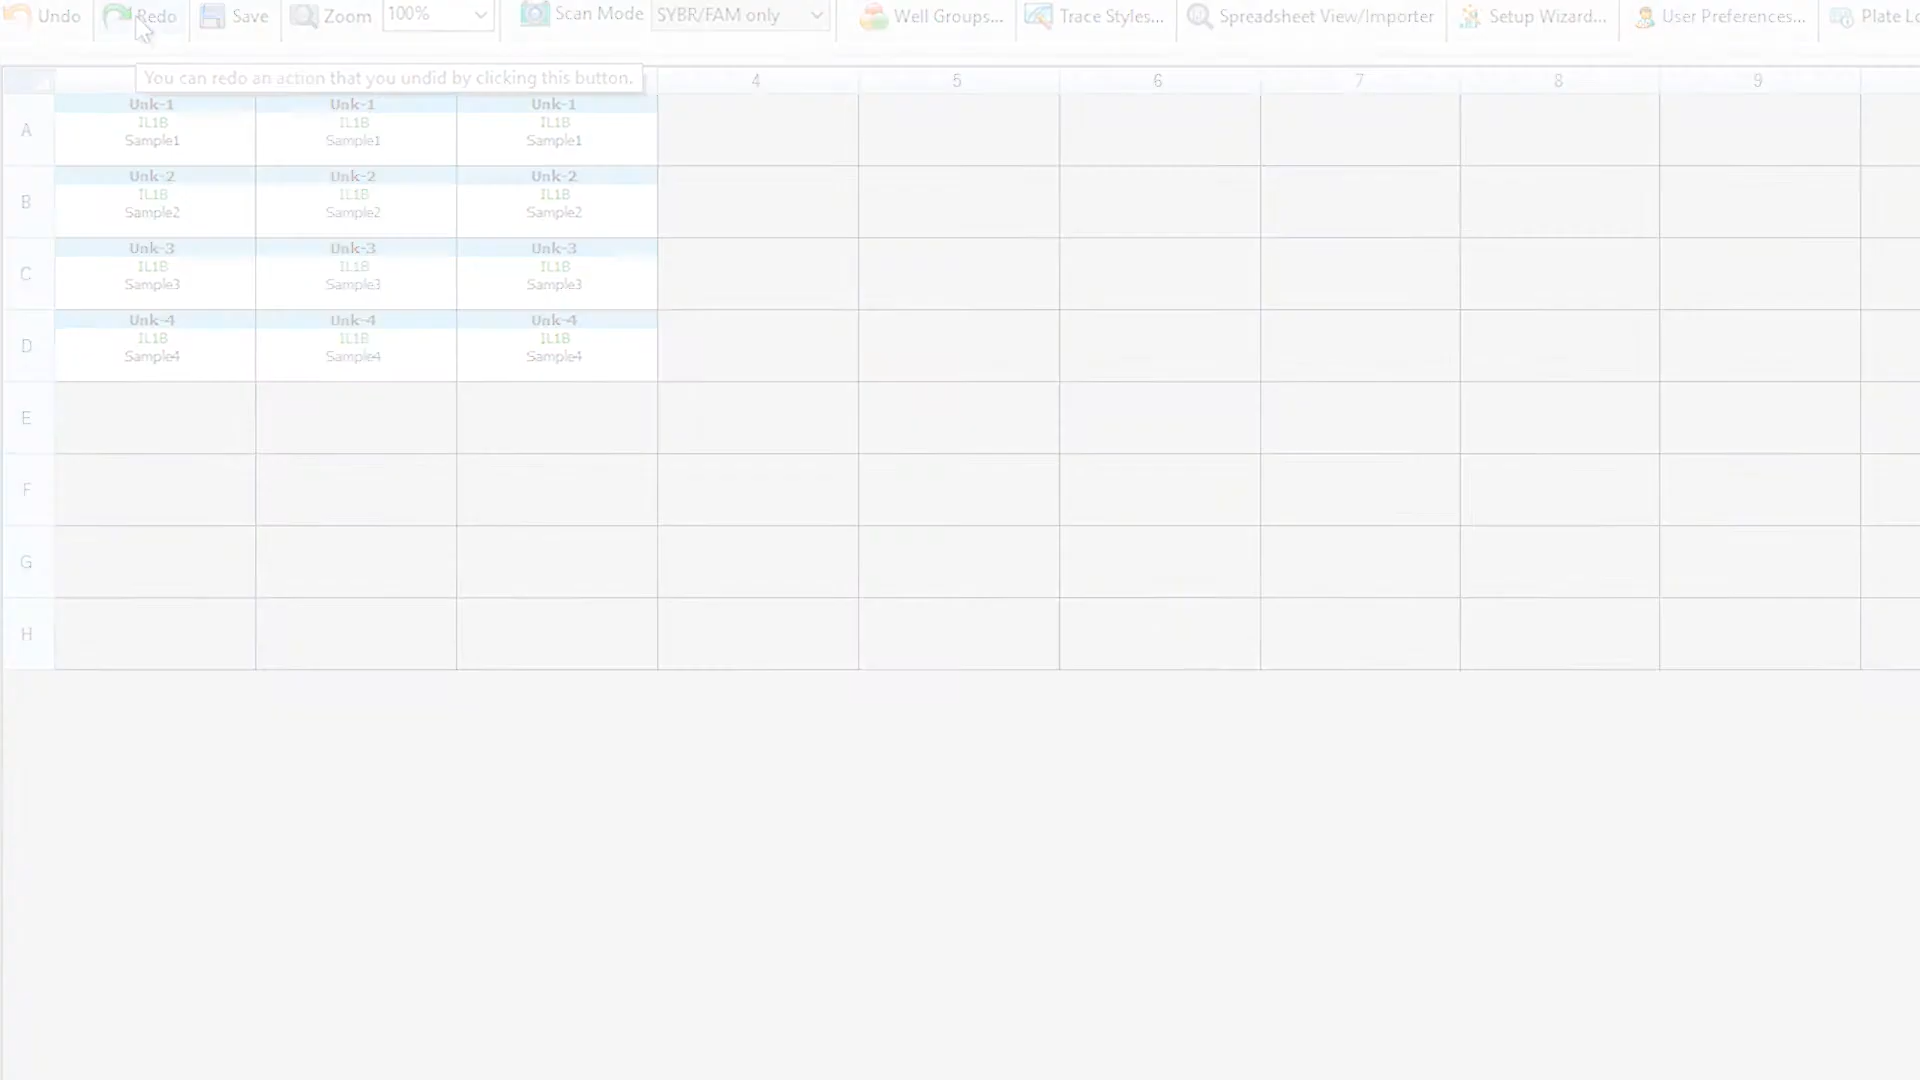 Undo Redo Save Zoom 100% Scan Mode SYBR/FAM only Well Groups... Trace Styles... Spreadsheet View/Importer Setup Wizard... User Preferences... Plate Lo
You can redo an action that you undid by clicking this button.
4 5 6 7 8 9
Unk-1 Unk-1 Unk-1
A IL1B IL1B IL1B
Sample1 Sample1 Sample1
Unk-2 Unk-2 Unk-2
B IL1B IL1B IL1B
Sample2 Sample2 Sample2
Unk-3 Unk-3 Unk-3
C IL1B IL1B IL1B
Sample3 Sample3 Sample3
Unk-4 Unk-4 Unk-4
D IL1B IL1B IL1B
Sample4 Sample4 Sample4
E
F
G
H